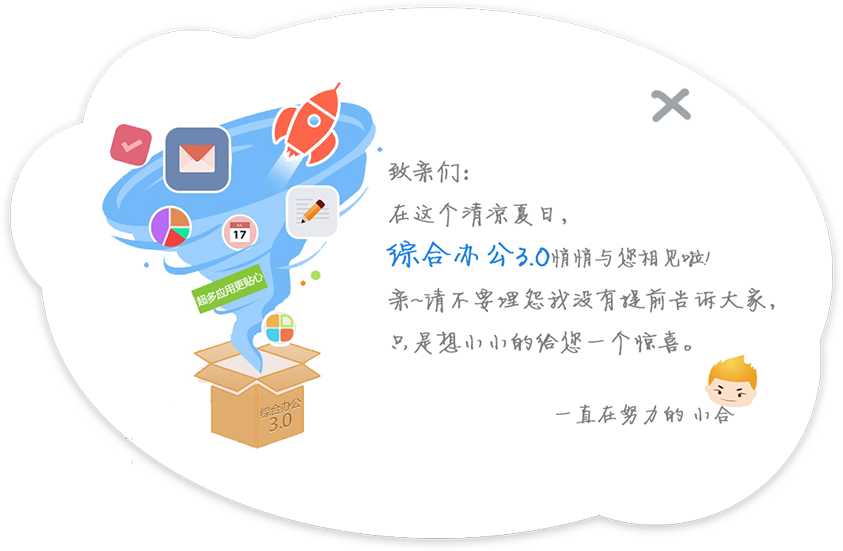 致亲们：
在这个清凉夏日，
综合办公3.0悄悄与您相见啦！
亲~请不要埋怨我没有提前告诉大家，
只是想小小的给您一个惊喜。
一直在努力的小合
17
超多应用更贴心
综合办公
3.0